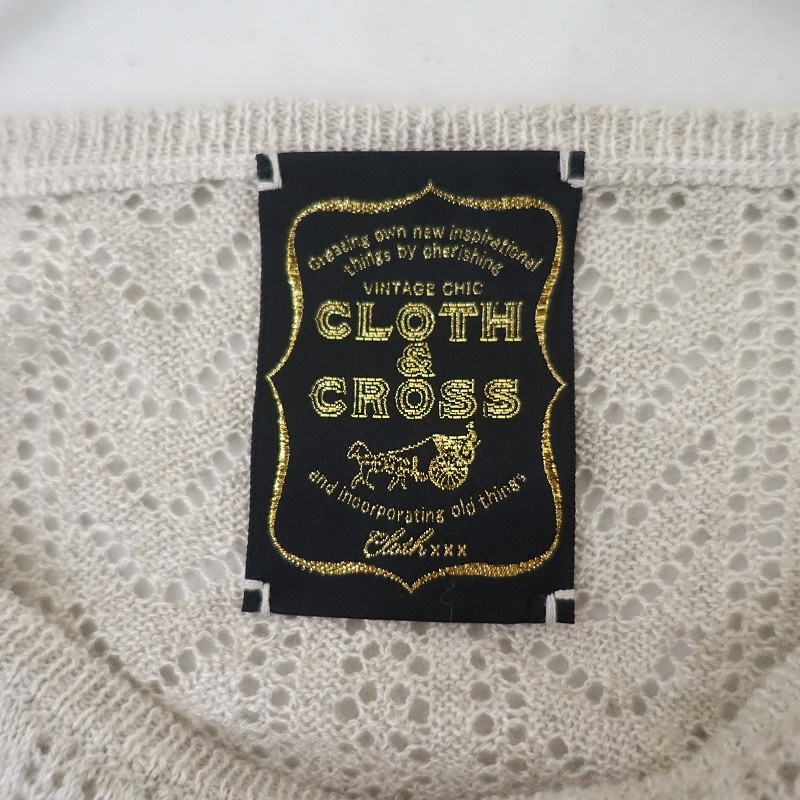 Creating own new inspirational
things by cherishing
VINTAGE CHIC
CLOTH
&
CROSS
and incorporating old things
Cloth xxx